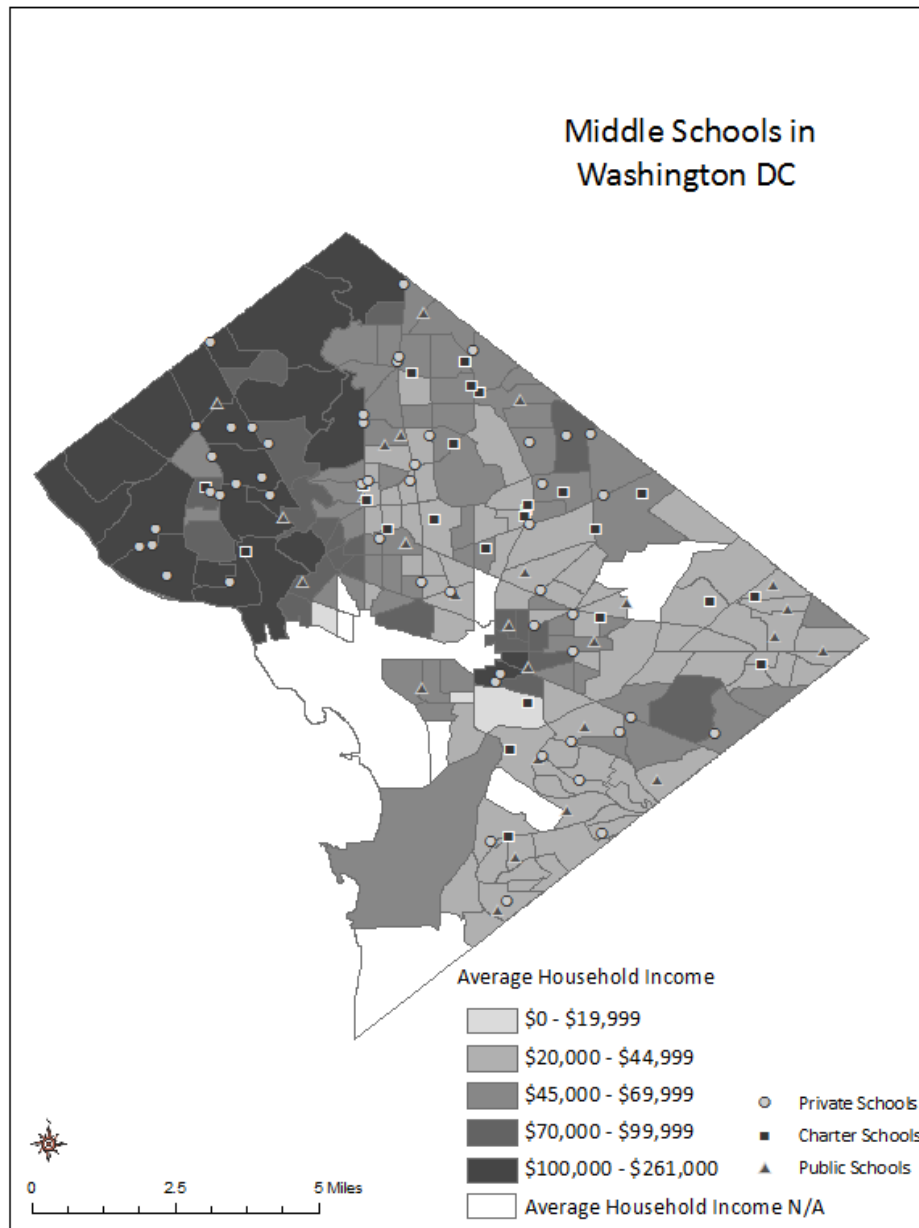 Middle Schools in
Washington DC
Average Household Income
$0 - $19,999
$20,000 - $44,999
$45,000 - $69,999
$70,000 - $99,999
$100,000 - $261,000
Average Household Income N/A
Private Schools
Charter Schools
Public Schools
0 2.5 5 Miles